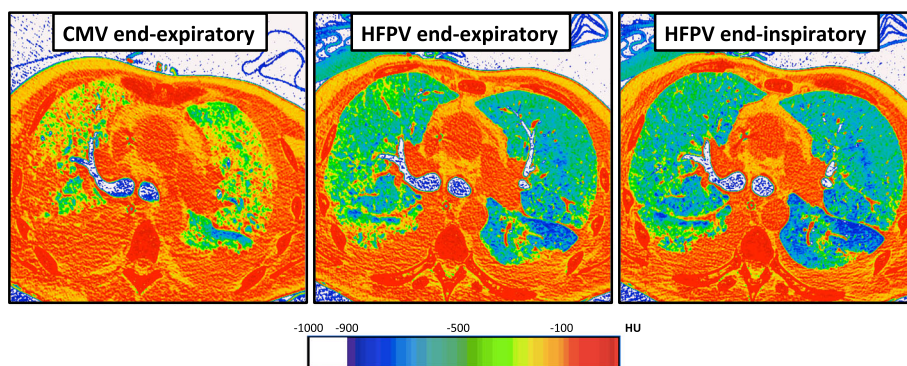 CMV end-expiratory
HFPV end-expiratory
HFPV end-inspiratory
-1000 -900 -500 -100 HU